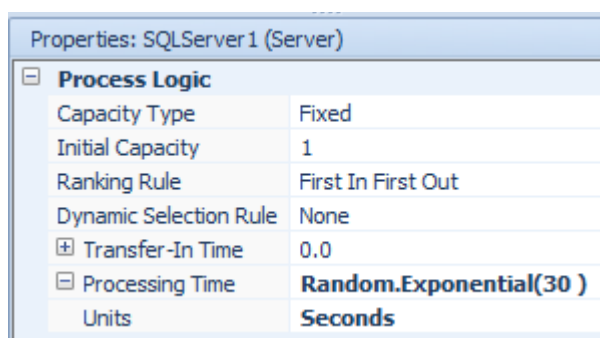 Properties: SQLServer1 (Server)
Process Logic
Capacity Type Fixed
Initial Capacity 1
Ranking Rule First In First Out
Dynamic Selection Rule None
Transfer-In Time 0.0
Processing Time Random.Exponential(30 )
Units Seconds